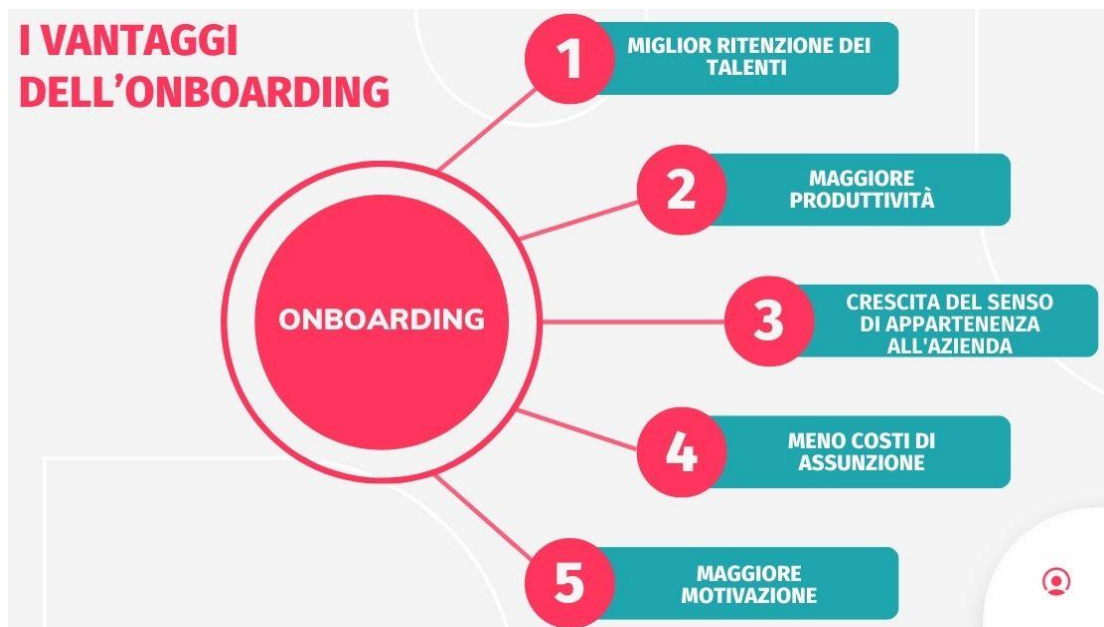 I VANTAGGI
DELL'ONBOARDING
1
MIGLIOR RITENZIONE DEI
TALENTI
2
MAGGIORE
PRODUTTIVITÀ
ONBOARDING
3
CRESCITA DEL SENSO
DI APPARTENENZA
ALL'AZIENDA
4
MENO COSTI DI
ASSUNZIONE
5
MAGGIORE
MOTIVAZIONE